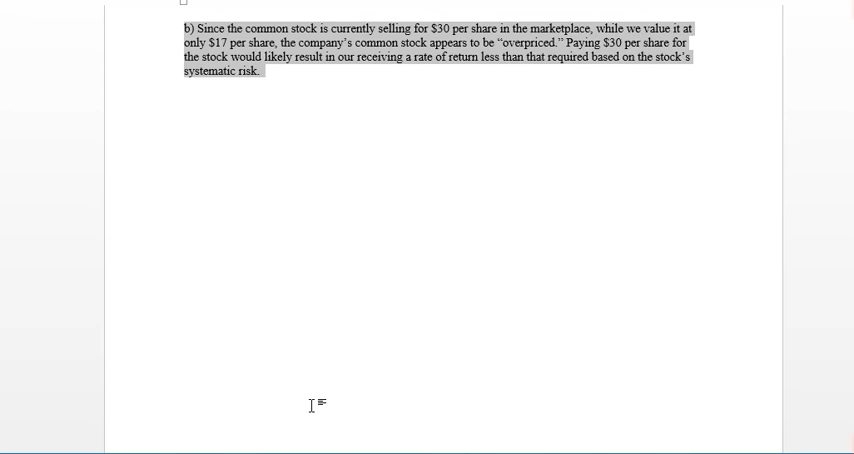 b) Since the common stock is currently selling for $30 per share in the marketplace, while we value it at
only $17 per share, the company’s common stock appears to be “overpriced.” Paying $30 per share for
the stock would likely result in our receiving a rate of return less than that required based on the stock’s
systematic risk.